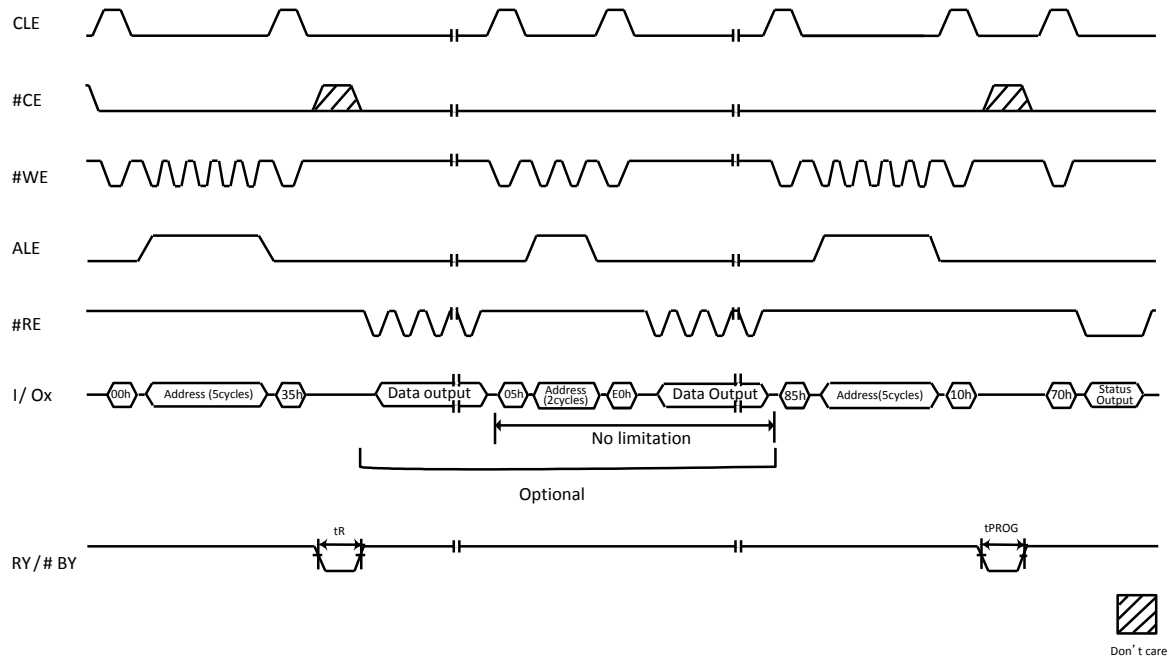 CLE
#CE
#WE
ALE
#RE
I/ Ox
00h
Address (5cycles)
35h
Data output
05h
Address
(2cycles)
E0h
Data Output
85h
Address(5cycles)
10h
70h
Status
Output
No limitation
Optional
RY/# BY
tR
tPROG
Don' t care